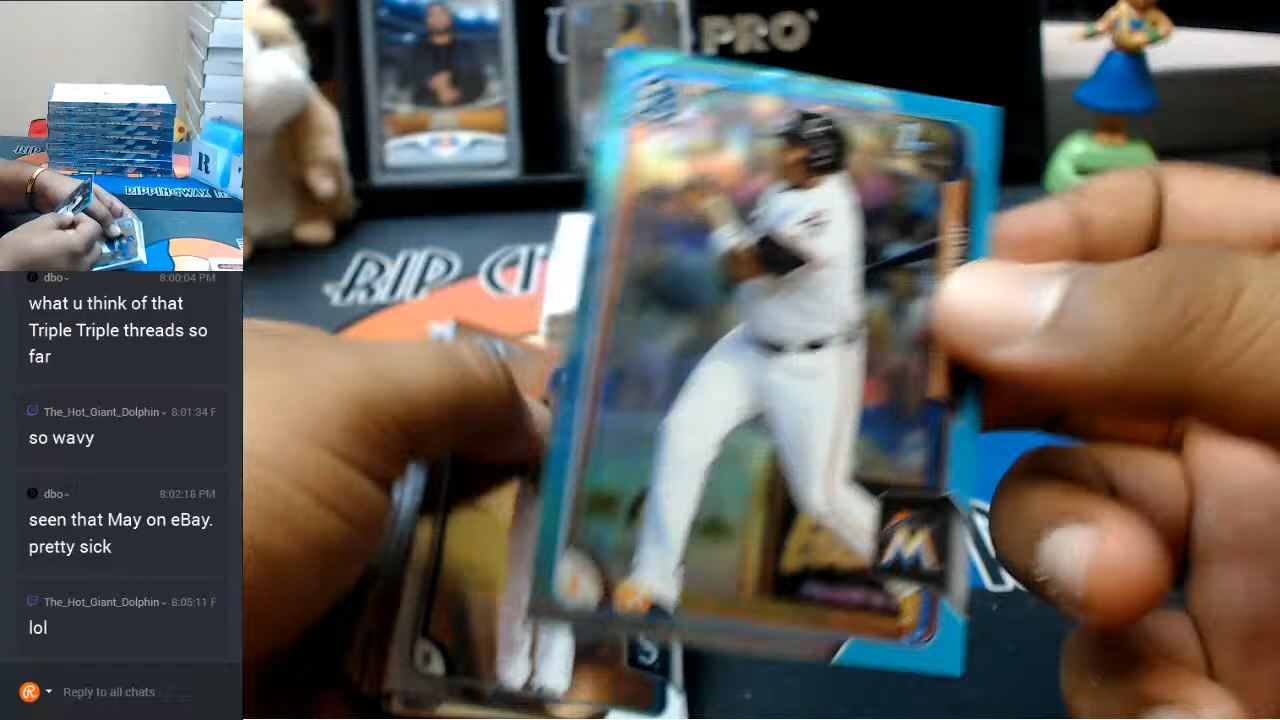 dbo- 8:00:04 PM
what u think of that
Triple Triple threads so
far
The_Hot_Giant_Dolphin- 8:01:34 P
so wavy
dbo- 8:02:18 PM
seen that May on eBay.
pretty sick
The_Hot_Giant_Dolphin- 8:05:11 P
lol
Reply to all chats
RIPPINGWAX
R
PRO
RIP CI
M